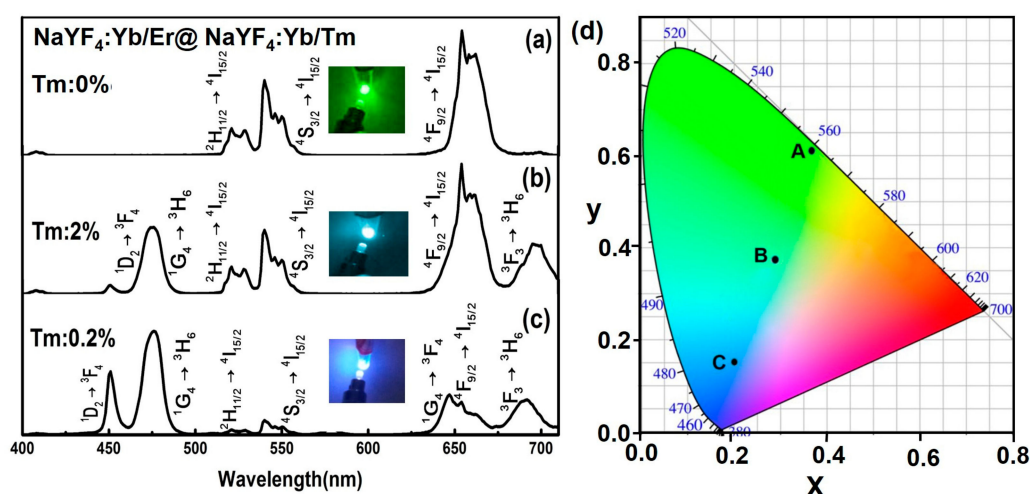 NaYF₄:Yb/Er@ NaYF₄:Yb/Tm
(a)
Tm:0%
²H₁₁/₂→⁴I₁₅/₂
⁴S₃/₂→⁴I₁₅/₂
⁴F₉/₂→⁴I₁₅/₂
(b)
Tm:2%
¹D₂→³F₄
¹G₄→³H₆
²H₁₁/₂→⁴I₁₅/₂
⁴S₃/₂→⁴I₁₅/₂
⁴F₉/₂→⁴I₁₅/₂
³F₃→³H₆
(c)
Tm:0.2%
¹D₂→³F₄
¹G₄→³H₆
²H₁₁/₂→⁴I₁₅/₂
⁴S₃/₂→⁴I₁₅/₂
¹G₄→³F₄
⁴F₉/₂→⁴I₁₅/₂
³F₃→³H₆
400 450 500 550 600 650 700
Wavelength(nm)
(d)
0.8
0.6
0.4
0.2
0.0
y
520
540
560
580
600
620
700
490
480
470
460
380
A
B
C
0.0 0.2 0.4 0.6 0.8
X